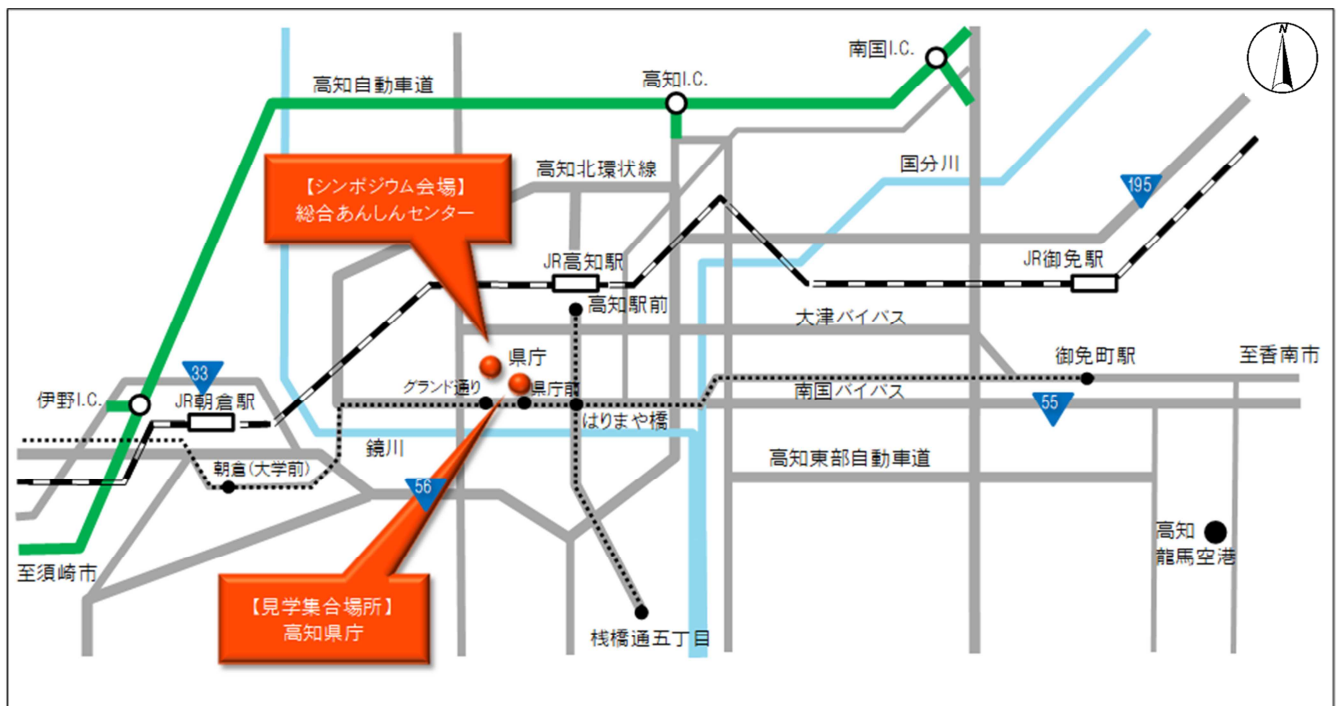 N
南国I.C.
高知I.C.
高知自動車道
高知北環状線
国分川
【シンポジウム会場】
総合あんしんセンター
195
JR高知駅
JR御免駅
高知駅前
大津バイパス
県庁
御免町駅
至香南市
33
グランド通り
県庁前
南国バイパス
伊野I.C.
JR朝倉駅
55
はりまや橋
鏡川
朝倉(大学前)
高知東部自動車道
56
高知
龍馬空港
至須崎市
【見学集合場所】
高知県庁
桟橋通五丁目